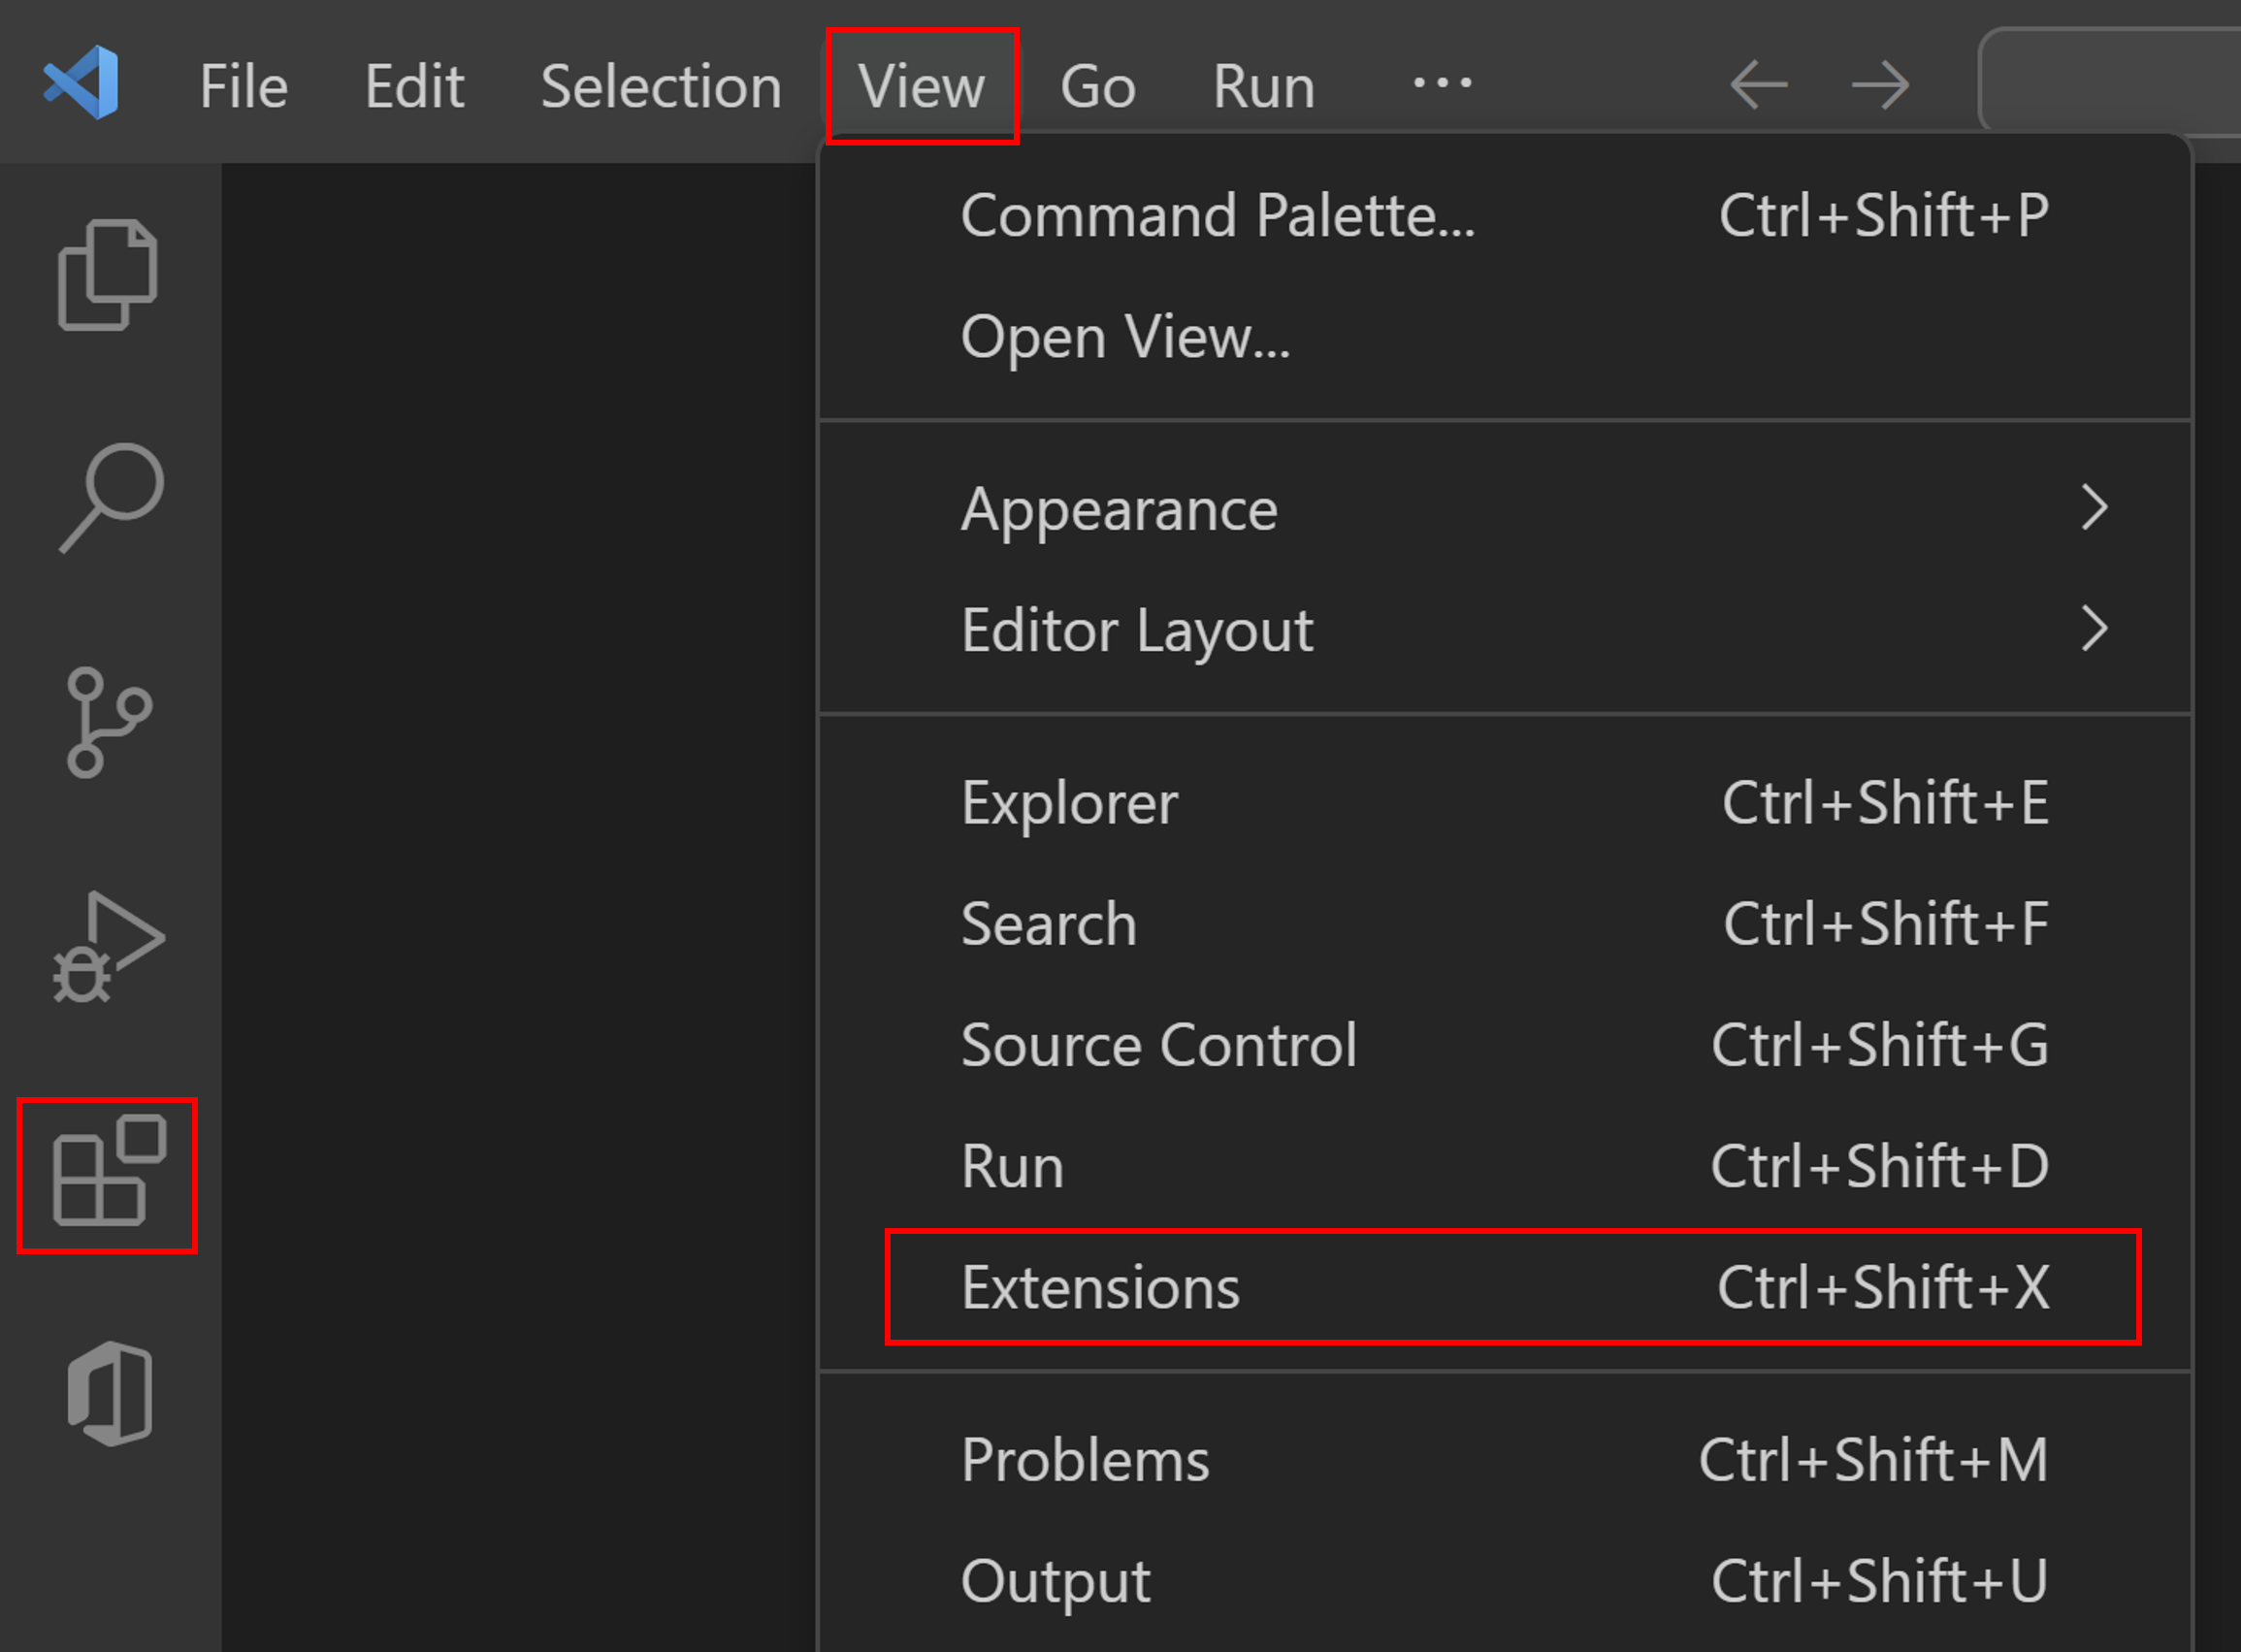 File Edit Selection View Go Run ...
Command Palette... Ctrl+Shift+P
Open View...
Appearance
Editor Layout
Explorer Ctrl+Shift+E
Search Ctrl+Shift+F
Source Control Ctrl+Shift+G
Run Ctrl+Shift+D
Extensions Ctrl+Shift+X
Problems Ctrl+Shift+M
Output Ctrl+Shift+U